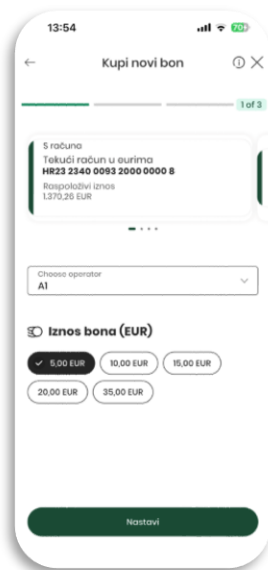 13:54
Kupi novi bon
1 of 3
S računa
Tekući račun u eurima
HR23 2340 0093 2000 0000 8
Raspoloživi iznos
1.370,26 EUR
Choose operator
A1
Iznos bona (EUR)
5,00 EUR 10,00 EUR 15,00 EUR
20,00 EUR 35,00 EUR
Nastavi